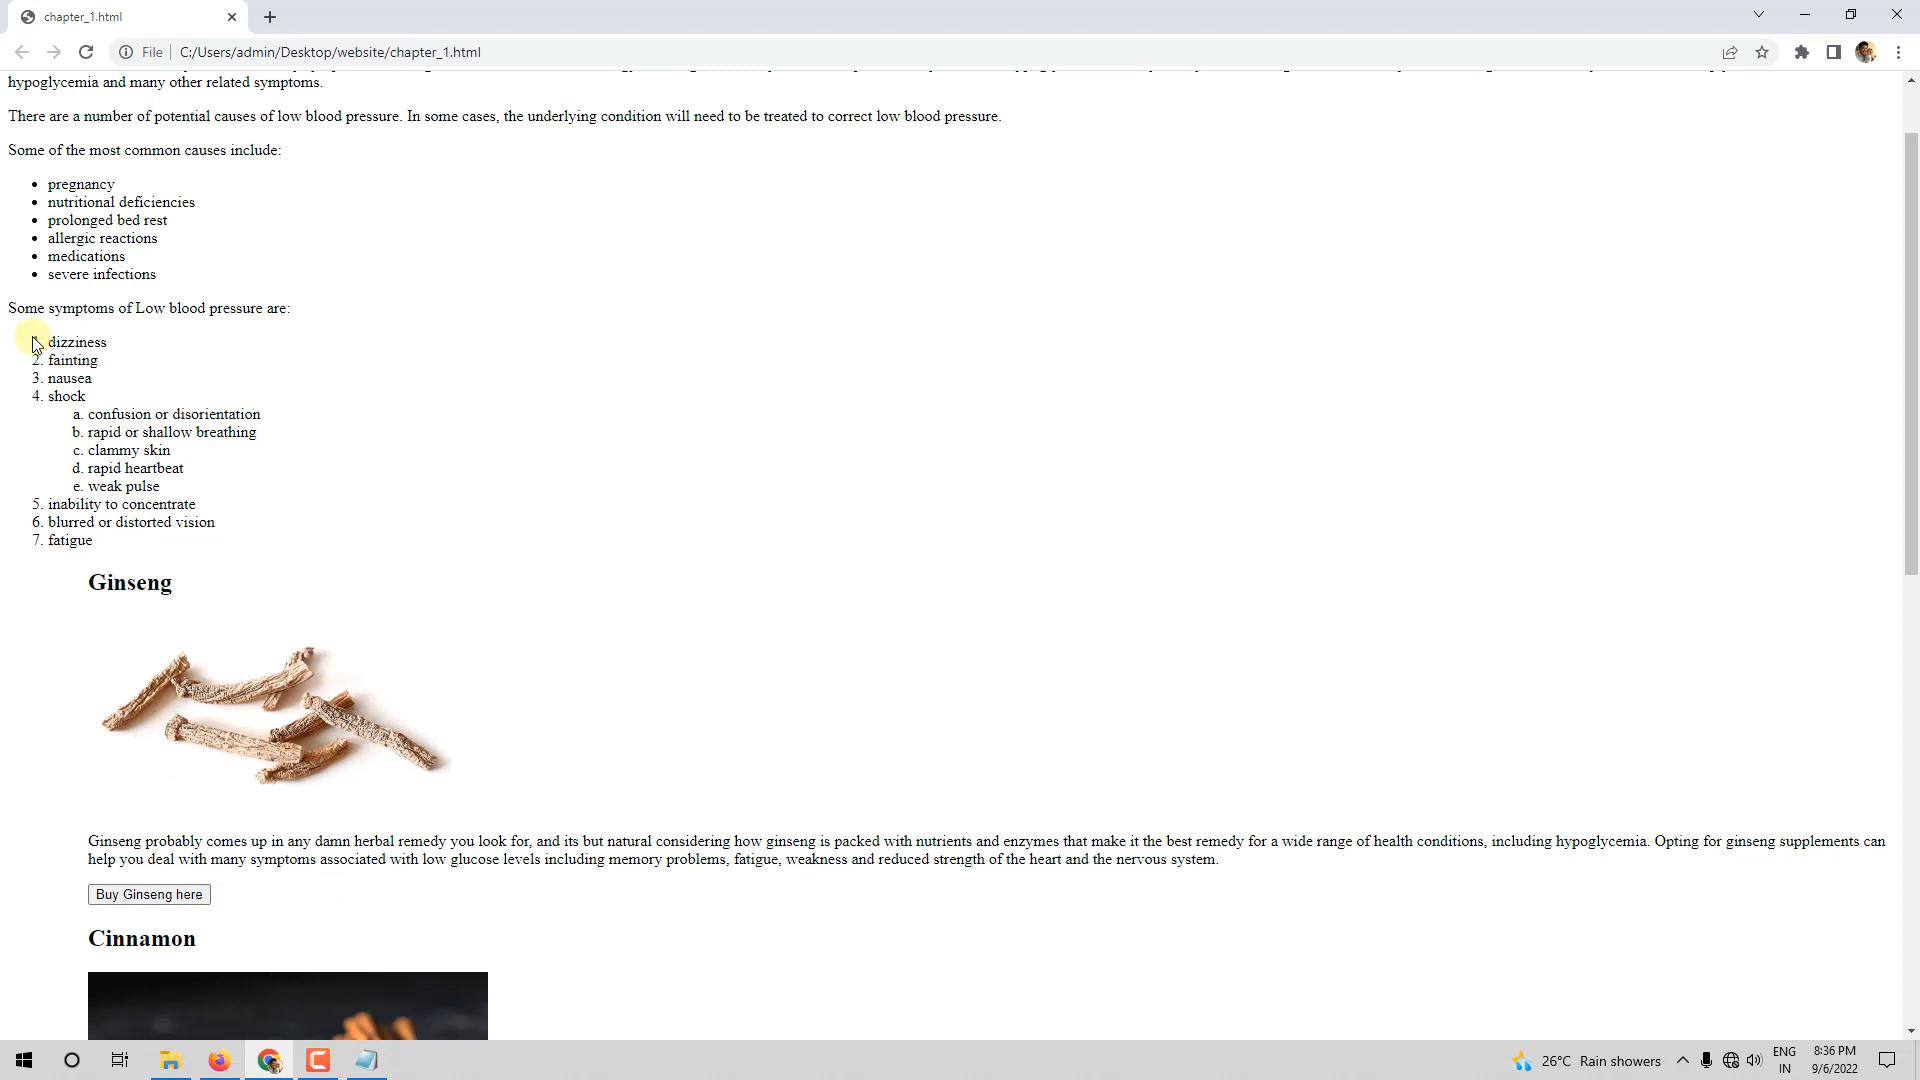 chapter_1.html
File
C:/Users/admin/Desktop/website/chapter_1.html
hypoglycemia and many other related symptoms.
There are a number of potential causes of low blood pressure. In some cases, the underlying condition will need to be treated to correct low blood pressure.
Some of the most common causes include:
• pregnancy
• nutritional deficiencies
• prolonged bed rest
• allergic reactions
• medications
• severe infections
Some symptoms of Low blood pressure are:
dizziness
2. fainting
3. nausea
4. shock
a. confusion or disorientation
b. rapid or shallow breathing
c. clammy skin
d. rapid heartbeat
e. weak pulse
5. inability to concentrate
6. blurred or distorted vision
7. fatigue
Ginseng
Ginseng probably comes up in any damn herbal remedy you look for, and its but natural considering how ginseng is packed with nutrients and enzymes that make it the best remedy for a wide range of health conditions, including hypoglycemia. Opting for ginseng supplements can
help you deal with many symptoms associated with low glucose levels including memory problems, fatigue, weakness and reduced strength of the heart and the nervous system.
Buy Ginseng here
Cinnamon
26°C Rain showers
ENG
IN
8:36 PM
9/6/2022